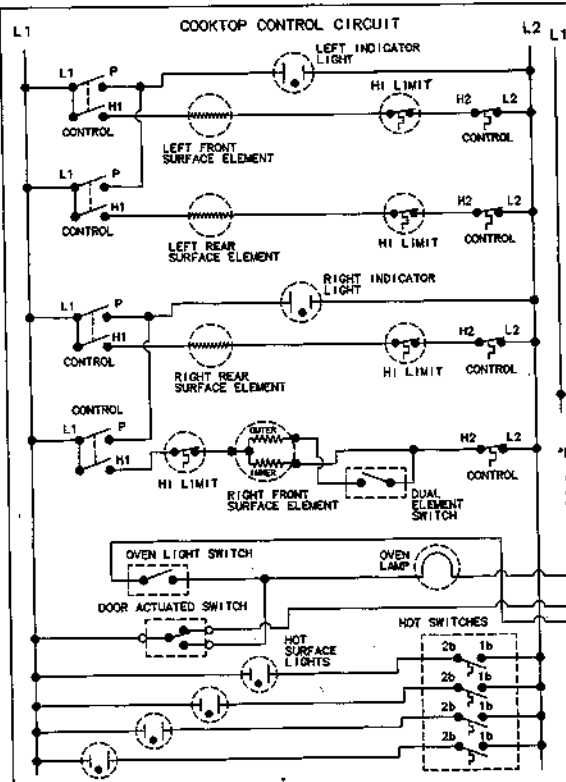 COOKTOP CONTROL CIRCUIT
L1
L2
L1
LEFT INDICATOR
LIGHT
L1
P
H1
CONTROL
LEFT FRONT
SURFACE ELEMENT
HI LIMIT
H2
L2
CONTROL
L1
P
H1
CONTROL
LEFT REAR
SURFACE ELEMENT
HI LIMIT
H2
L2
CONTROL
RIGHT INDICATOR
LIGHT
L1
P
H1
CONTROL
RIGHT REAR
SURFACE ELEMENT
HI LIMIT
H2
L2
CONTROL
CONTROL
L1
P
H1
HI LIMIT
OUTER
INNER
RIGHT FRONT
SURFACE ELEMENT
DUAL
ELEMENT
SWITCH
H2
L2
CONTROL
OVEN LIGHT SWITCH
OVEN
LAMP
DOOR ACTUATED SWITCH
HOT
SURFACE
LIGHTS
HOT SWITCHES
2b 1b
2b 1b
2b 1b
2b 1b